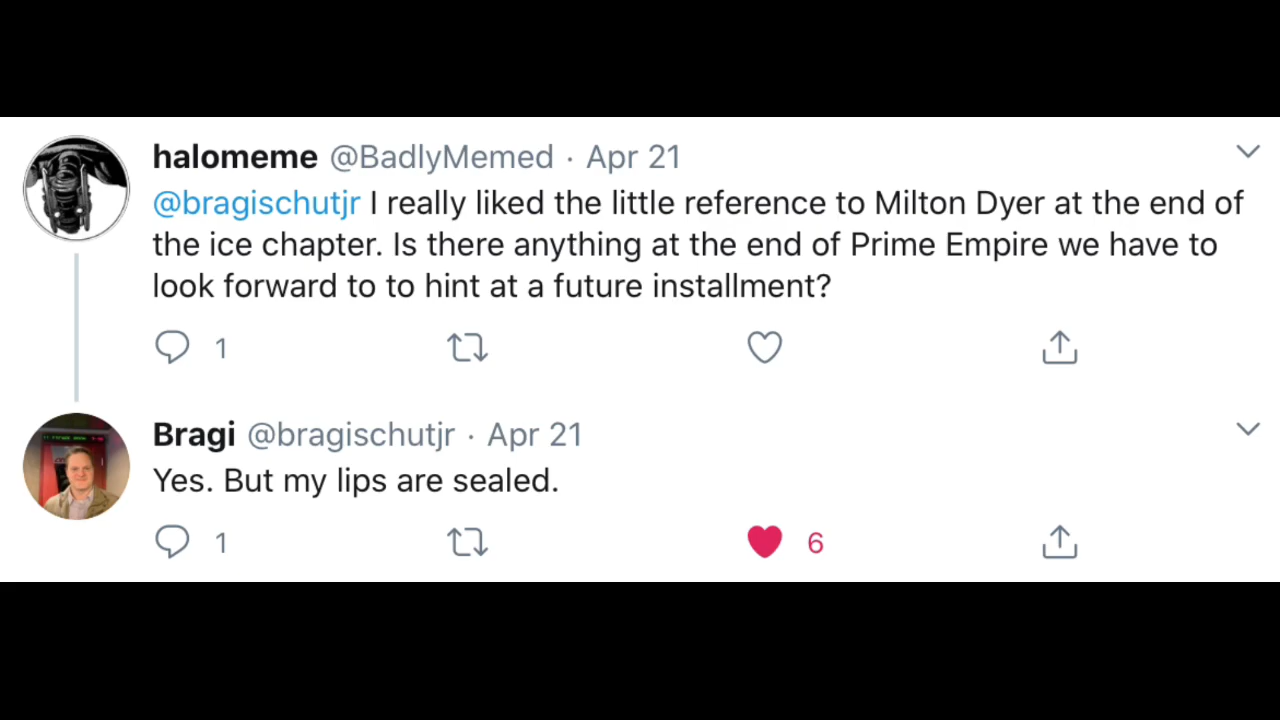 halomeme @BadlyMemed · Apr 21
@bragischutjr I really liked the little reference to Milton Dyer at the end of
the ice chapter. Is there anything at the end of Prime Empire we have to
look forward to to hint at a future installment?
1
Bragi @bragischutjr · Apr 21
Yes. But my lips are sealed.
1 6